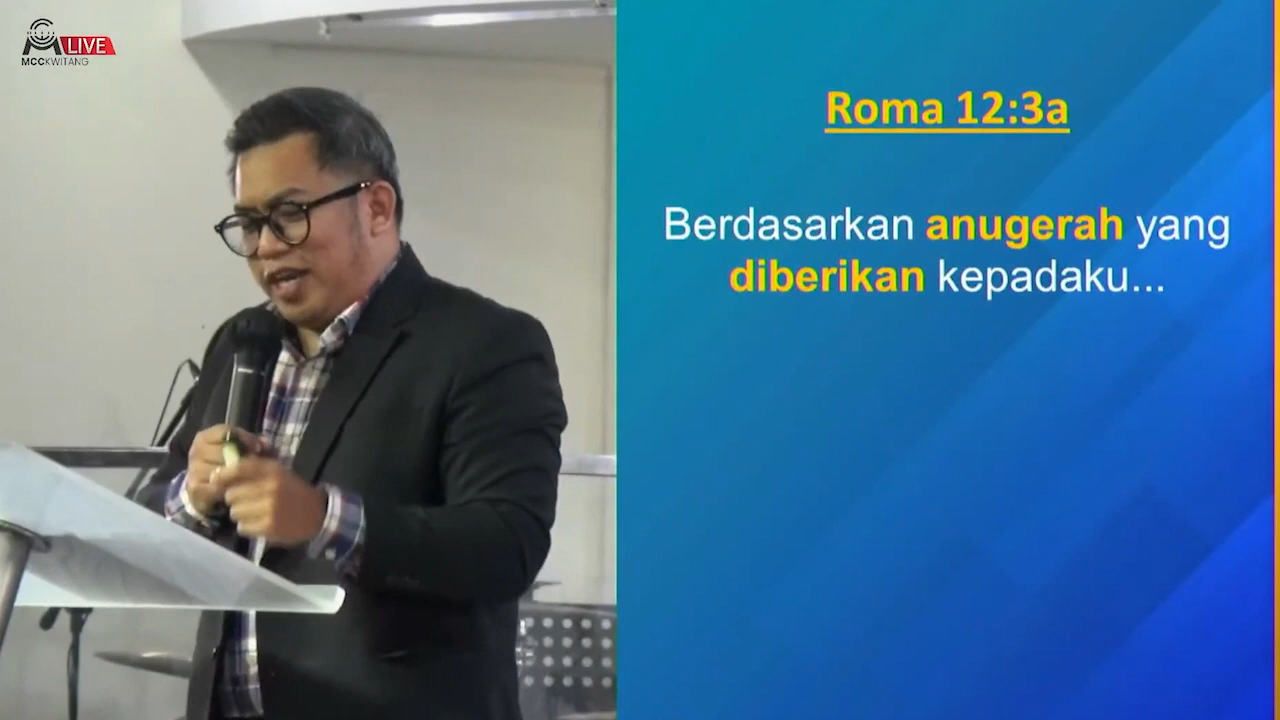 LIVE
MCCKWITANG
Roma 12:3a
Berdasarkan anugerah yang
diberikan kepadaku...